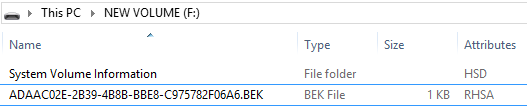 This PC NEW VOLUME (F:)
Name Type Size Attributes
System Volume Information File folder HSD
ADAAC02E-2B39-4B8B-BBE8-C975782F06A6.BEK BEK File 1 KB RHSA